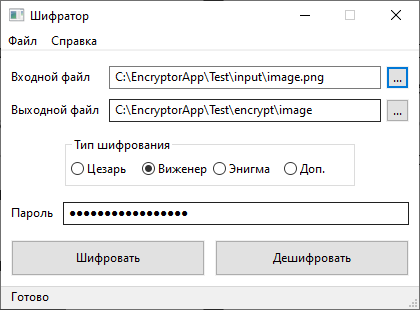 Шифратор
Файл Справка
Входной файл C:\EncryptorApp\Test\input\image.png ...
Выходной файл C:\EncryptorApp\Test\encrypt\image ...
Тип шифрования
Цезарь Виженер Энигма Доп.
Пароль ●●●●●●●●●●●●●●●●●
Шифровать Дешифровать
Готово